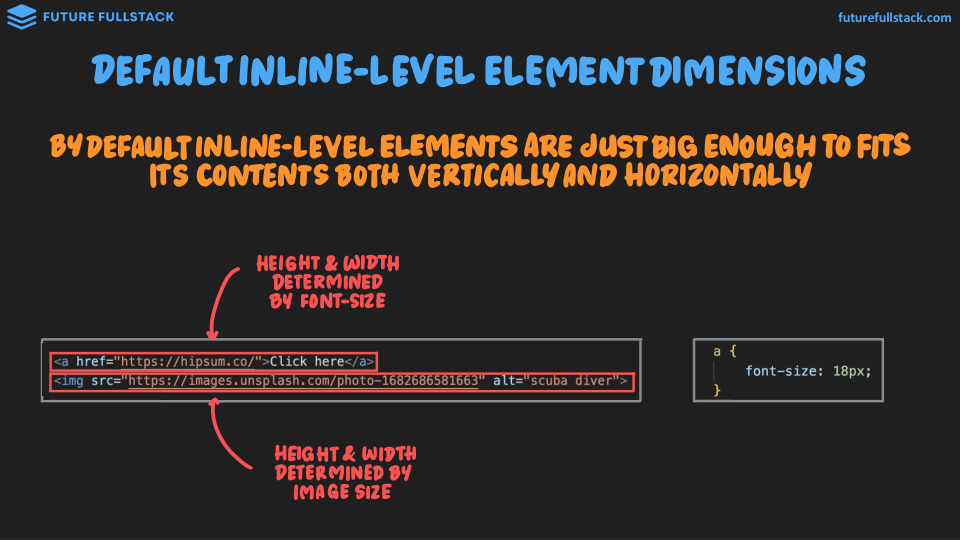 FUTURE FULLSTACK
futurefullstack.com
DEFAULT INLINE-LEVEL ELEMENT DIMENSIONS
BY DEFAULT INLINE-LEVEL ELEMENTS ARE JUST BIG ENOUGH TO FITS
ITS CONTENTS BOTH VERTICALLY AND HORIZONTALLY
HEIGHT & WIDTH
DETERMINED
BY FONT-SIZE
<a href="https://hipsum.co/">Click here</a>
<img src="https://images.unsplash.com/photo-1682686581663" alt="scuba diver">
a {
font-size: 18px;
}
HEIGHT & WIDTH
DETERMINED BY
IMAGE SIZE